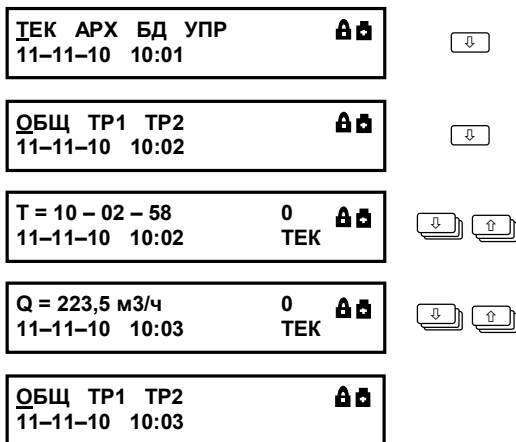 ТЕК АРХ БД УПР
11–11–10 10:01
ОБЩ ТР1 ТР2
11–11–10 10:02
Т = 10 – 02 – 58 0
11–11–10 10:02 ТЕК
Q = 223,5 м3/ч 0
11–11–10 10:03 ТЕК
ОБЩ ТР1 ТР2
11–11–10 10:03